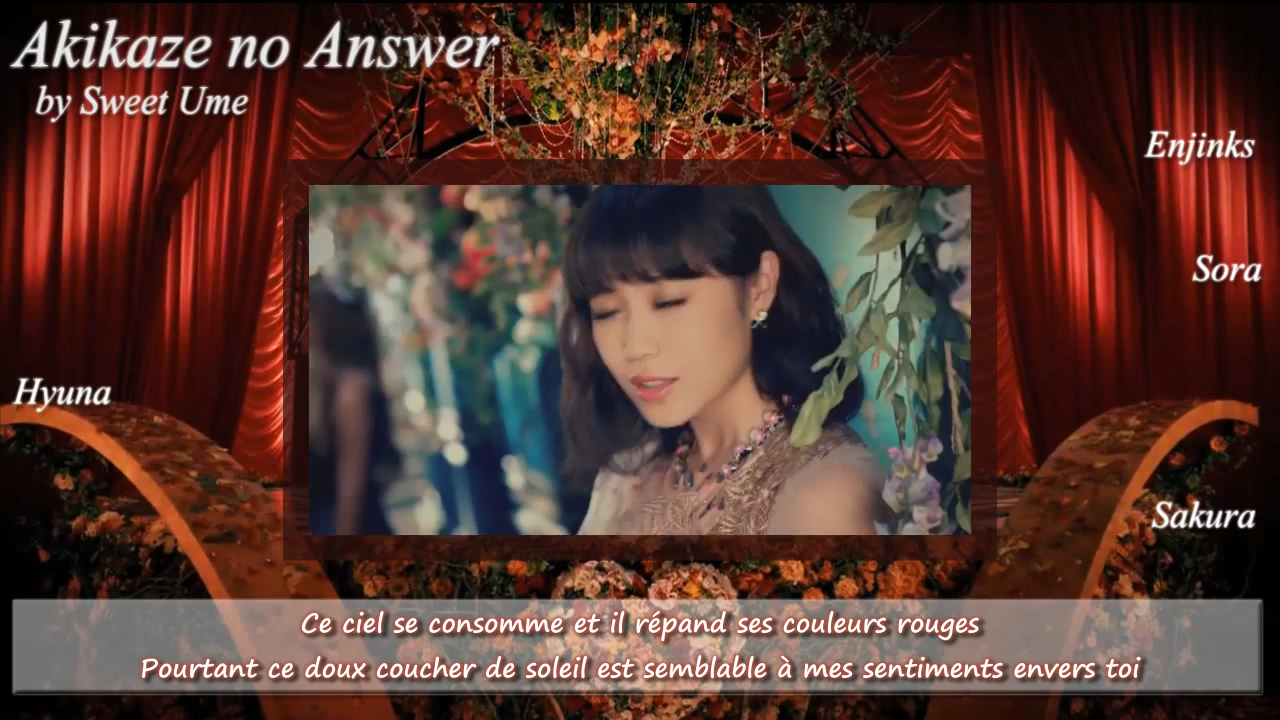 Akikaze no Answer
by Sweet Ume
Enjinks
Sora
Hyuna
Sakura
Ce ciel se consomme et il répand ses couleurs rouges
Pourtant ce doux coucher de soleil est semblable à mes sentiments envers toi